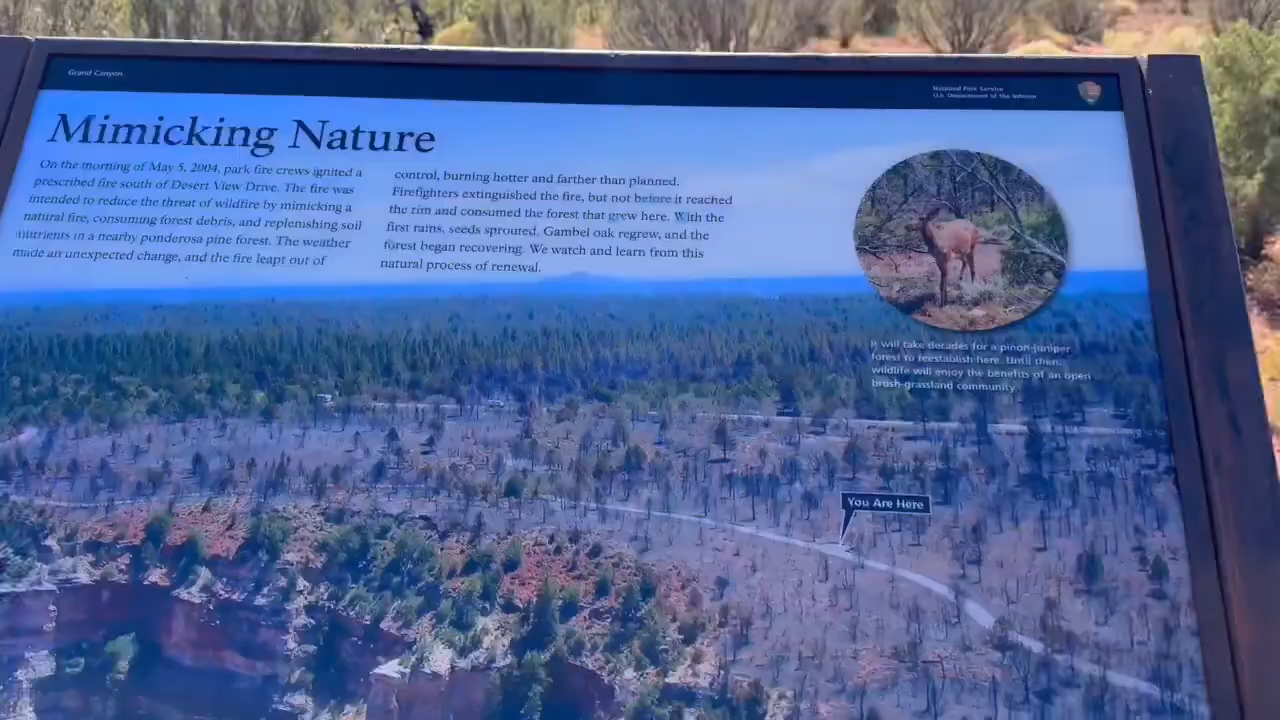 Grand Canyon
National Park Service
U.S. Department of the Interior
Mimicking Nature
On the morning of May 5, 2004, park fire crews ignited a
prescribed fire south of Desert View Drive. The fire was
intended to reduce the threat of wildfire by mimicking a
natural fire, consuming forest debris, and replenishing soil
nutrients in a nearby ponderosa pine forest. The weather
made an unexpected change, and the fire leapt out of
control, burning hotter and farther than planned.
Firefighters extinguished the fire, but not before it reached
the rim and consumed the forest that grew here. With the
first rains, seeds sprouted, Gambel oak regrew, and the
forest began recovering. We watch and learn from this
natural process of renewal.
It will take decades for a pinon-juniper
forest to reestablish here. Until then,
wildlife will enjoy the benefits of an open
brush-grassland community.
You Are Here